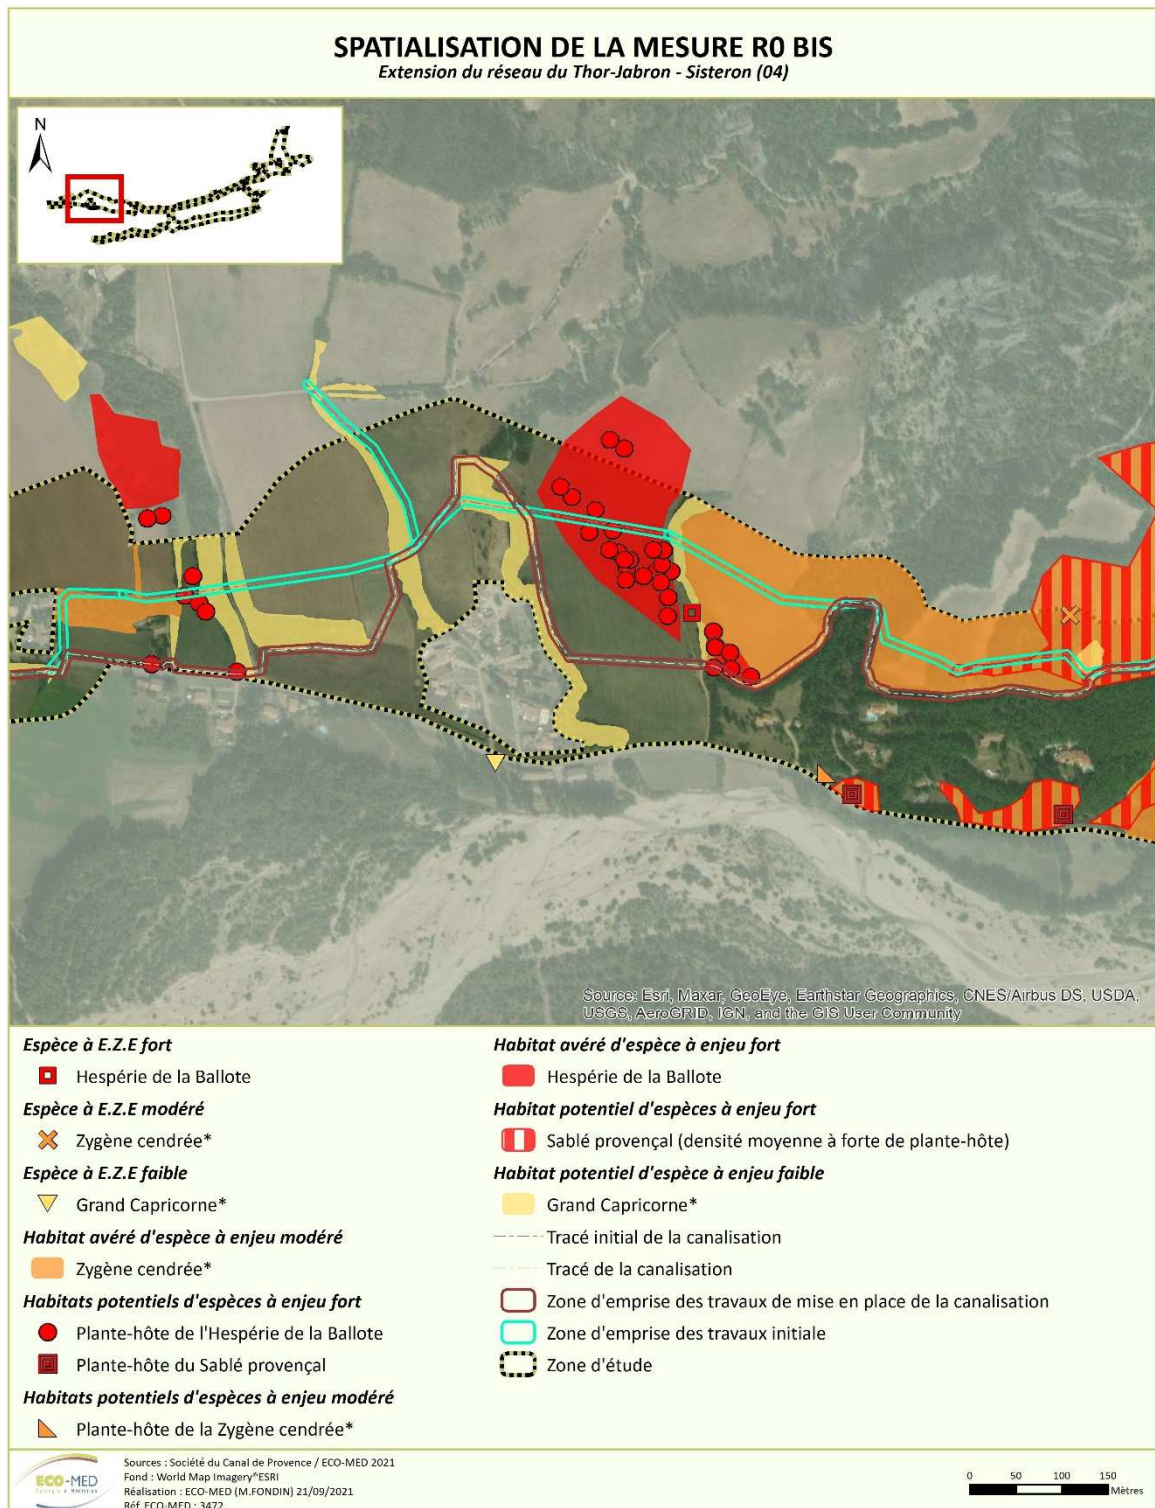 SPATIALISATION DE LA MESURE R0 BIS
Extension du réseau du Thor-Jabron - Sisteron (04)
N
Source: Esri, Maxar, GeoEye, Earthstar Geographics, CNES/Airbus DS, USDA,
USGS, AeroGRID, IGN, and the GIS User Community
Espèce à E.Z.E fort
Hespérie de la Ballote
Espèce à E.Z.E modéré
Zygène cendrée*
Espèce à E.Z.E faible
Grand Capricorne*
Habitat avéré d'espèce à enjeu modéré
Zygène cendrée*
Habitats potentiels d'espèces à enjeu fort
Plante-hôte de l'Hespérie de la Ballote
Plante-hôte du Sablé provençal
Habitats potentiels d'espèces à enjeu modéré
Plante-hôte de la Zygène cendrée*
Habitat avéré d'espèce à enjeu fort
Hespérie de la Ballote
Habitat potentiel d'espèces à enjeu fort
Sablé provençal (densité moyenne à forte de plante-hôte)
Habitat potentiel d'espèce à enjeu faible
Grand Capricorne*
Tracé initial de la canalisation
Tracé de la canalisation
Zone d'emprise des travaux de mise en place de la canalisation
Zone d'emprise des travaux initiale
Zone d'étude
ECO-MED
Ecologie & Médiation
Sources : Société du Canal de Provence / ECO-MED 2021
Fond : World Map Imagery®ESRI
Réalisation : ECO-MED (M.FONDIN) 21/09/2021
Réf. ECO-MED : 3472
0 50 100 150
Mètres